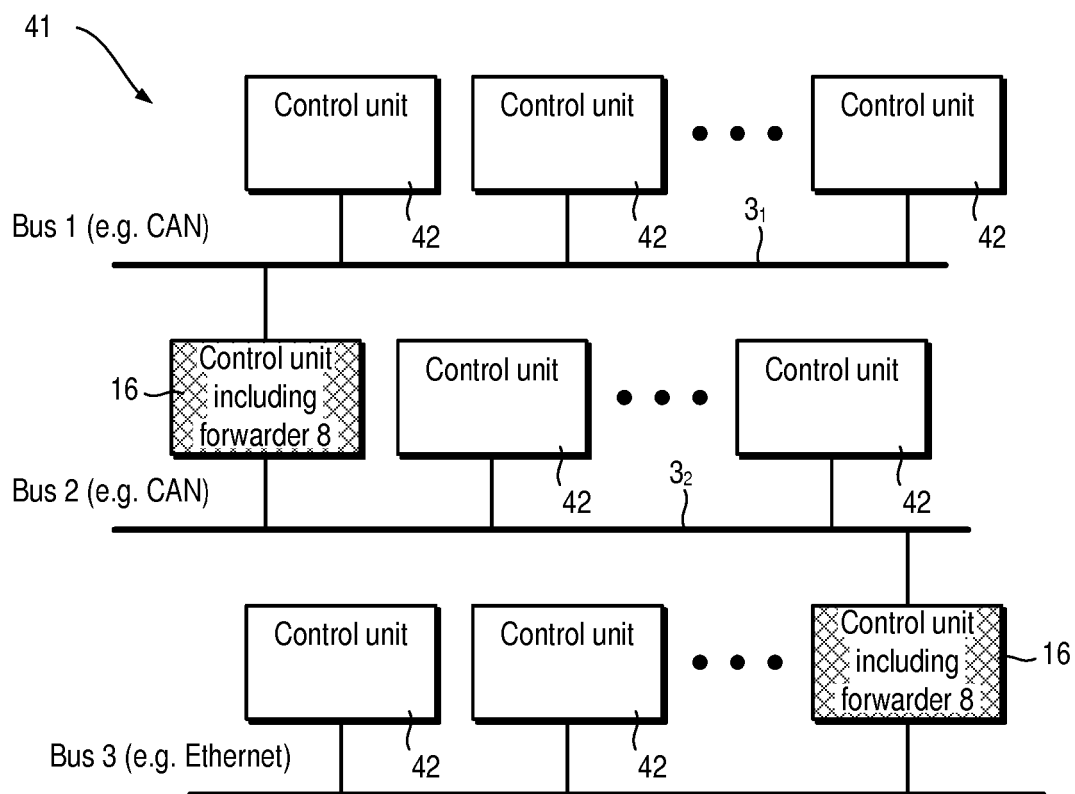 41
Control unit
Control unit
Control unit
42
42
42
Bus 1 (e.g. CAN)
3₁
Control unit
including
forwarder 8
16
Control unit
Control unit
42
42
Bus 2 (e.g. CAN)
3₂
Control unit
Control unit
Control unit
including
forwarder 8
16
42
42
Bus 3 (e.g. Ethernet)